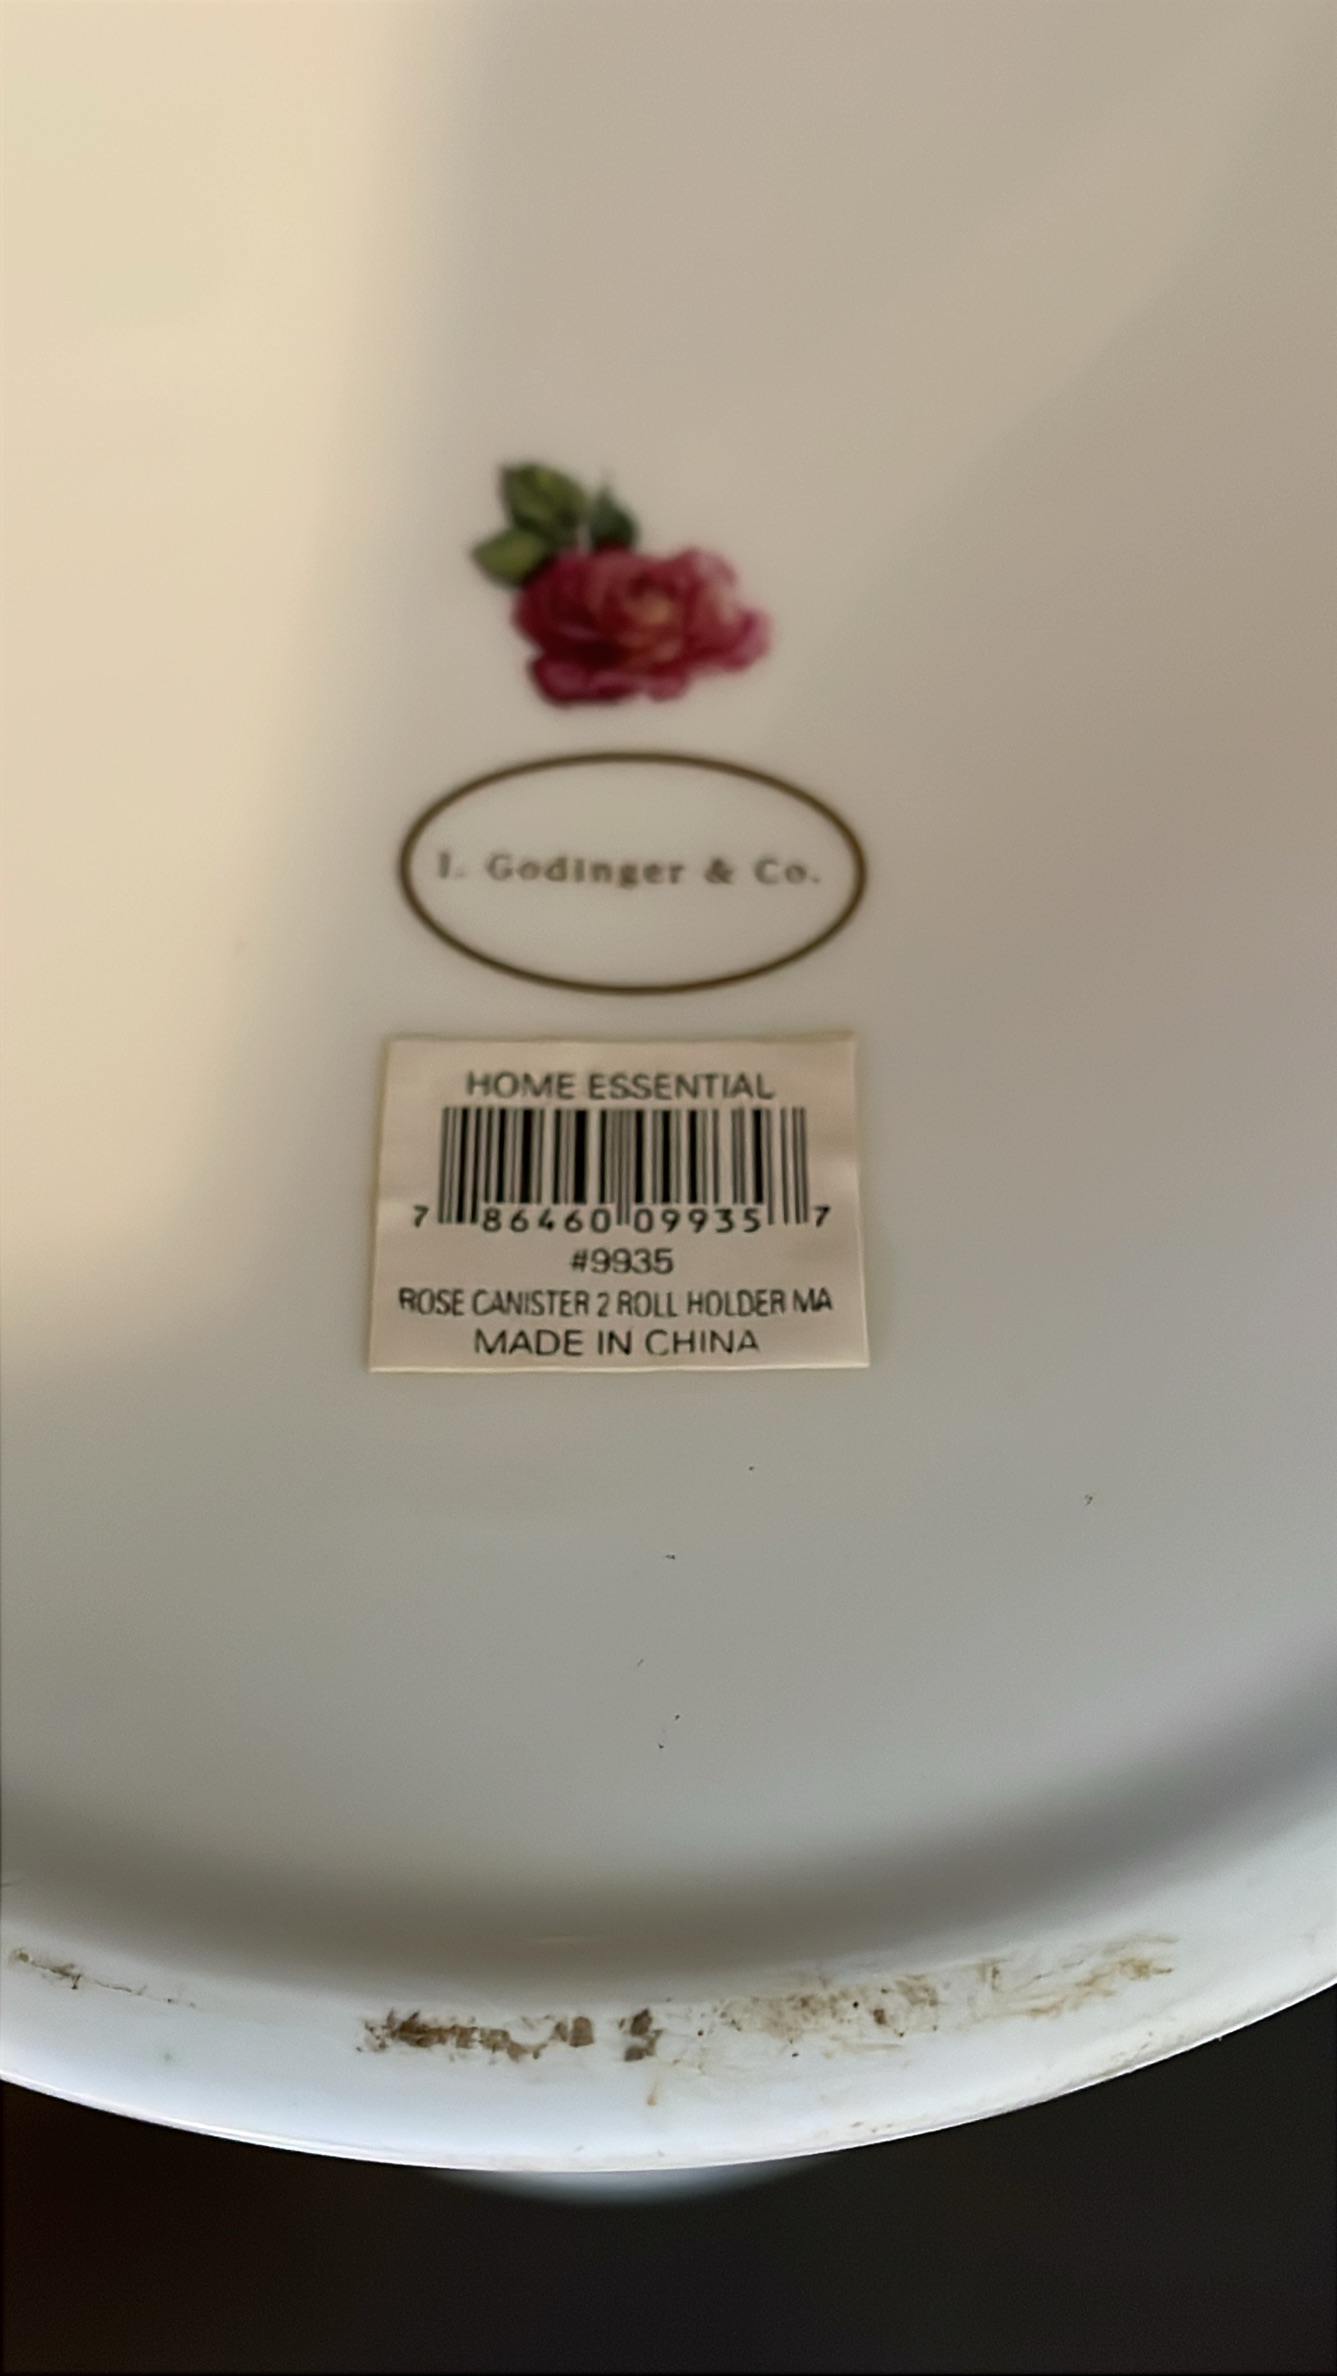 I. Godinger & Co.
HOME ESSENTIAL
7 86460 09935 7
#9935
ROSE CANISTER 2 ROLL HOLDER MA
MADE IN CHINA